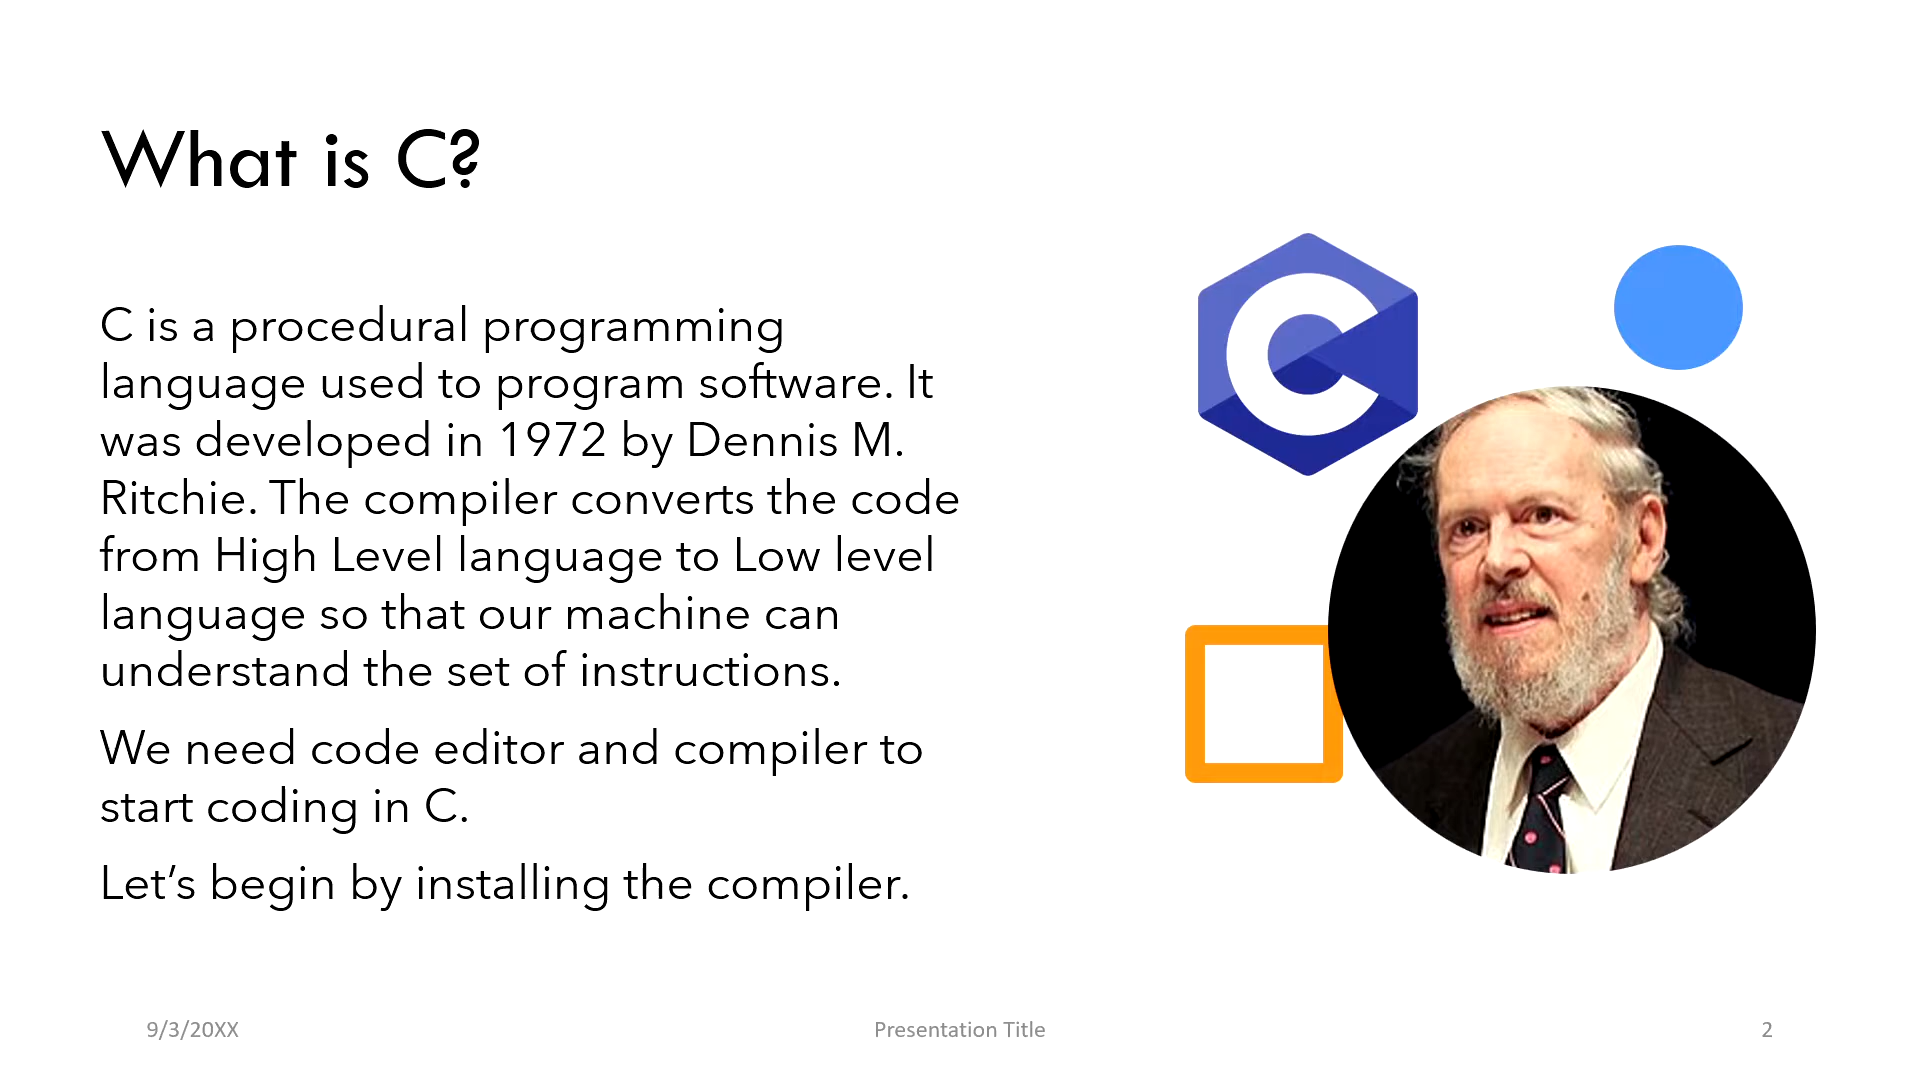 What is C?
C is a procedural programming
language used to program software. It
was developed in 1972 by Dennis M.
Ritchie. The compiler converts the code
from High Level language to Low level
language so that our machine can
understand the set of instructions.
We need code editor and compiler to
start coding in C.
Let’s begin by installing the compiler.
C
9/3/20XX
Presentation Title
2